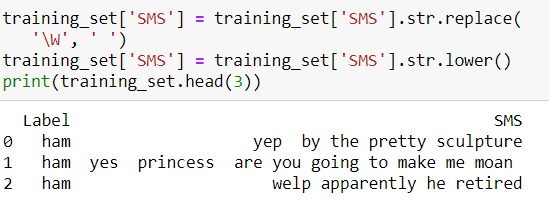 training_set['SMS'] = training_set['SMS'].str.replace(
'\W', ' ')
training_set['SMS'] = training_set['SMS'].str.lower()
print(training_set.head(3))
Label SMS
0 ham yep  by the pretty sculpture
1 ham yes  princess  are you going to make me moan
2 ham welp apparently he retired